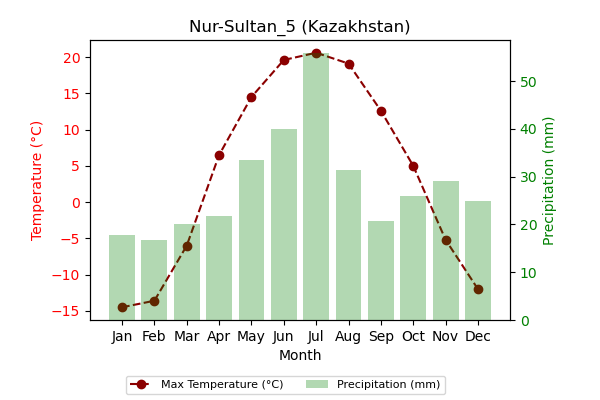 Nur-Sultan_5 (Kazakhstan)
20
15
10
5
0
−5
−10
−15
Temperature (°C)
50
40
30
20
10
0
Precipitation (mm)
Jan Feb Mar Apr May Jun Jul Aug Sep Oct Nov Dec
Month
Max Temperature (°C) Precipitation (mm)